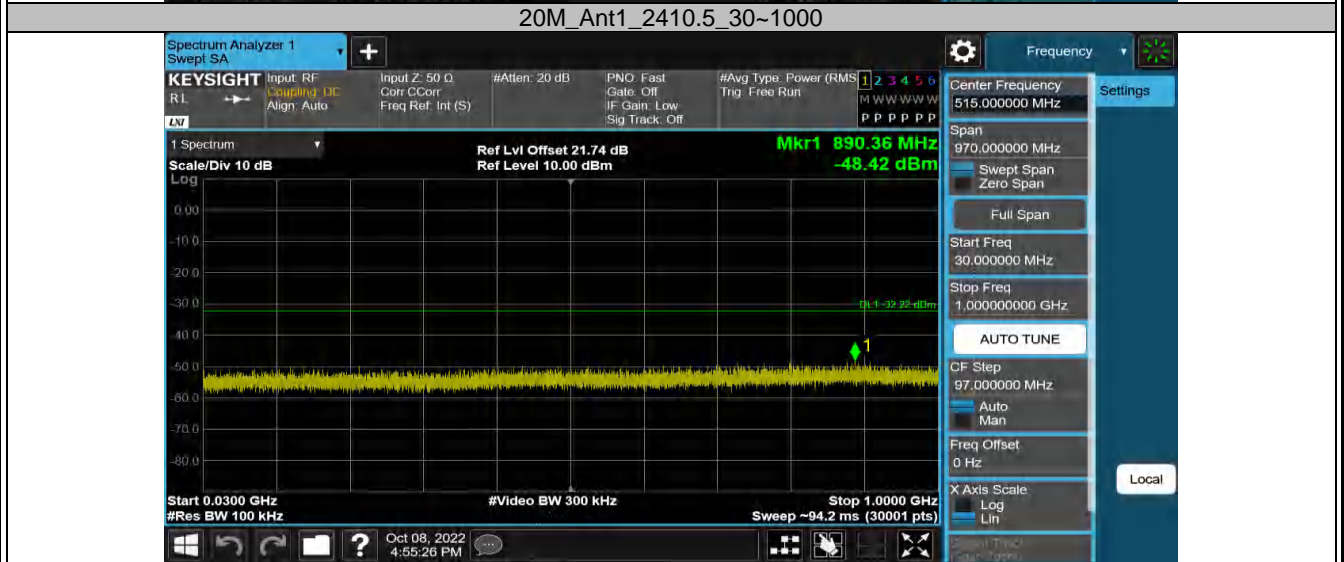 20M_Ant1_2410.5_30~1000
Spectrum Analyzer 1
Swept SA
+
Frequency
KEYSIGHT
RL
LXI
Input: RF
Coupling: DC
Align: Auto
Input Z: 50 Ω
Corr CCorr
Freq Ref: Int (S)
#Atten: 20 dB
PNO: Fast
Gate: Off
IF Gain: Low
Sig Track: Off
#Avg Type: Power (RMS
Trig: Free Run
1 2 3 4 5 6
M W W W W W
P P P P P P
Center Frequency
515.000000 MHz
Settings
1 Spectrum
Scale/Div 10 dB
Log
Ref Lvl Offset 21.74 dB
Ref Level 10.00 dBm
Mkr1 890.36 MHz
-48.42 dBm
Span
970.000000 MHz
Swept Span
Zero Span
Full Span
Start Freq
30.000000 MHz
Stop Freq
1.000000000 GHz
AUTO TUNE
CF Step
97.000000 MHz
Auto
Man
Freq Offset
0 Hz
X Axis Scale
Log
Lin
Local
0.00
-10.0
-20.0
-30.0
DL1 -32.22 dBm
-40.0
1
-50.0
-60.0
-70.0
-80.0
Start 0.0300 GHz
#Res BW 100 kHz
#Video BW 300 kHz
Stop 1.0000 GHz
Sweep ~94.2 ms (30001 pts)
?
Oct 08, 2022
4:55:26 PM